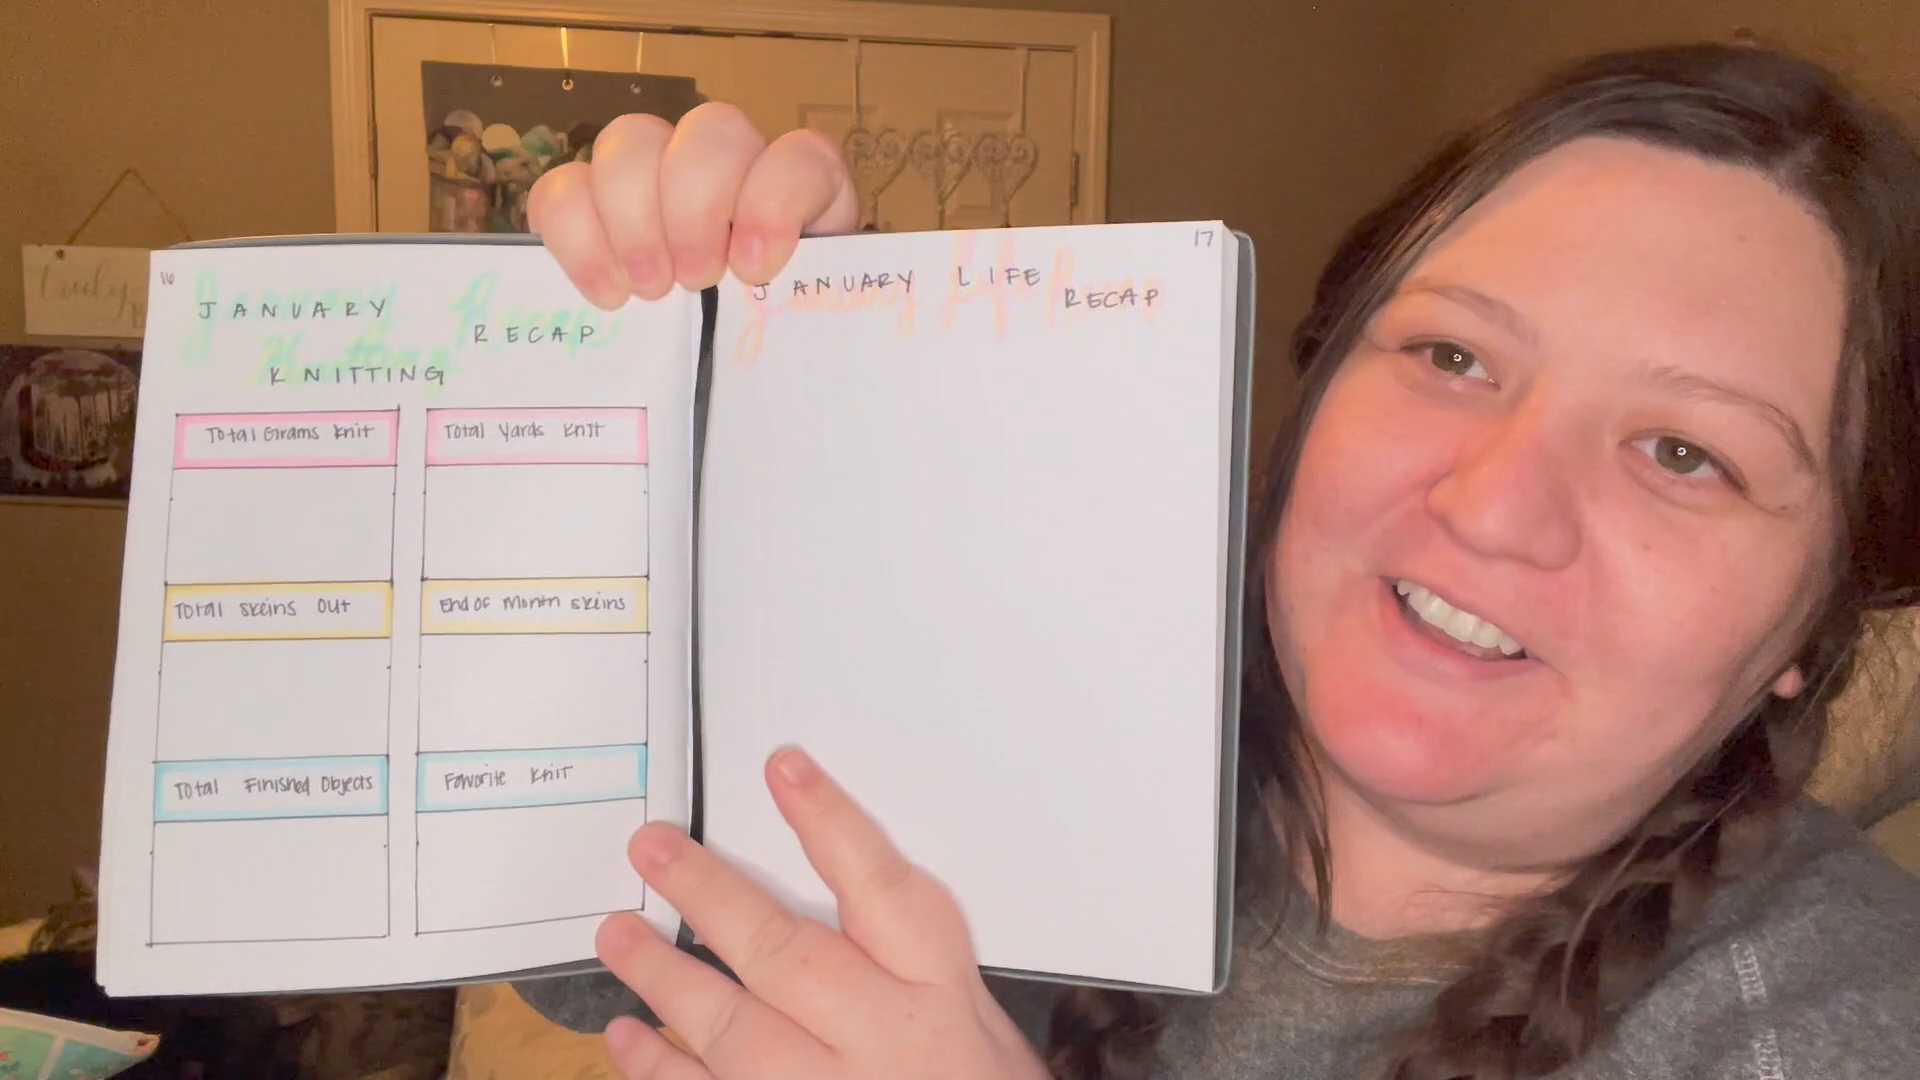 16
JANUARY
RECAP
KNITTING
Total Grams Knit
Total Yards Knit
Total Skeins Out
End of Month Skeins
Total Finished Objects
Favorite Knit
17
JANUARY LIFE
RECAP